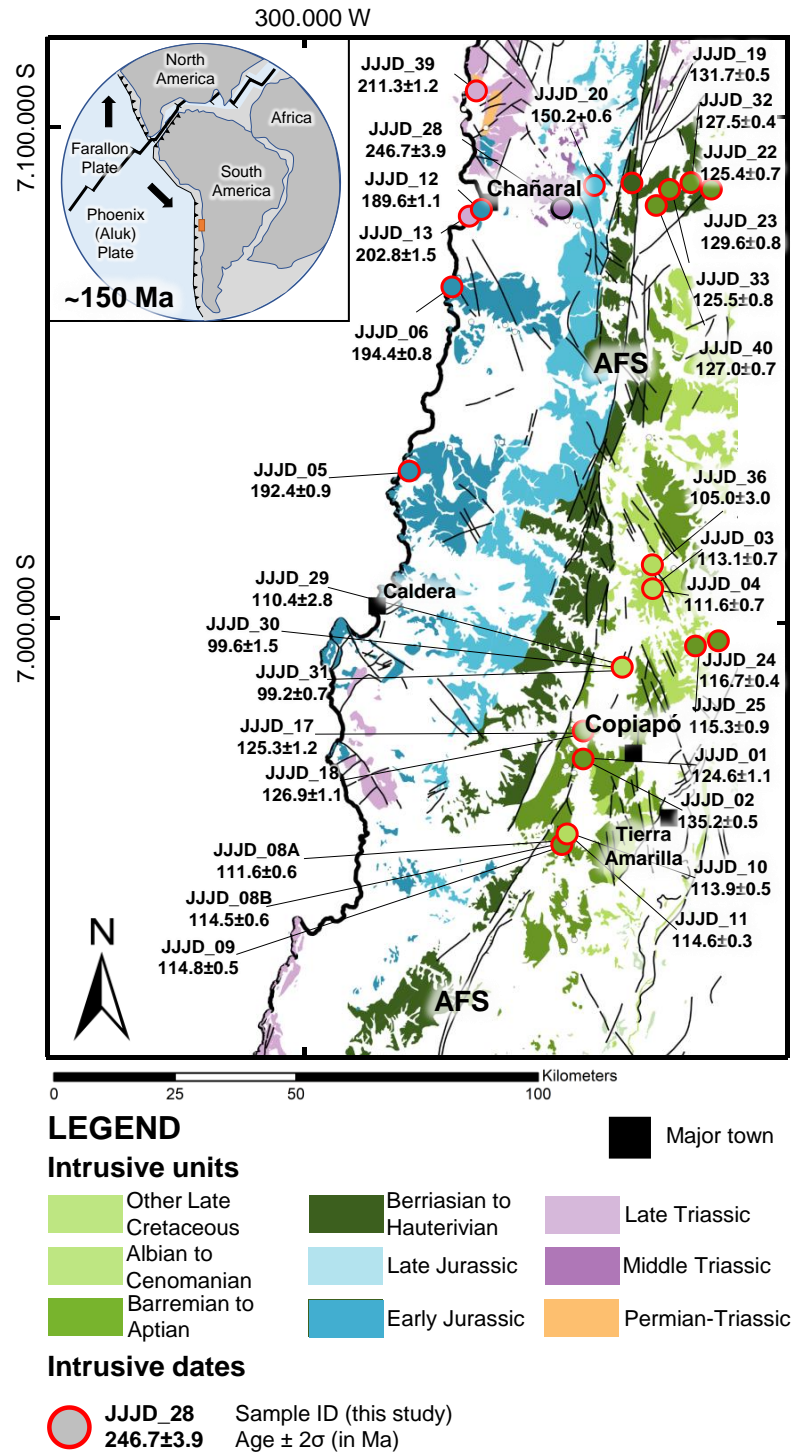 300.000 W
7.100.000 S
7.000.000 S
North
America
Africa
Farallon
Plate
South
America
Phoenix
(Aluk)
Plate
~150 Ma
JJJD_39
211.3±1.2
JJJD_28
246.7±3.9
JJJD_12
189.6±1.1
JJJD_13
202.8±1.5
JJJD_06
194.4±0.8
JJJD_05
192.4±0.9
JJJD_29
110.4±2.8
JJJD_30
99.6±1.5
JJJD_31
99.2±0.7
JJJD_17
125.3±1.2
JJJD_18
126.9±1.1
JJJD_08A
111.6±0.6
JJJD_08B
114.5±0.6
JJJD_09
114.8±0.5
JJJD_20
150.2+0.6
Chañaral
AFS
Caldera
Copiapó
Tierra
Amarilla
AFS
JJJD_19
131.7±0.5
JJJD_32
127.5±0.4
JJJD_22
125.4±0.7
JJJD_23
129.6±0.8
JJJD_33
125.5±0.8
JJJD_40
127.0±0.7
JJJD_36
105.0±3.0
JJJD_03
113.1±0.7
JJJD_04
111.6±0.7
JJJD_24
116.7±0.4
JJJD_25
115.3±0.9
JJJD_01
124.6±1.1
JJJD_02
135.2±0.5
JJJD_10
113.9±0.5
JJJD_11
114.6±0.3
N
Kilometers
0 25 50 100
LEGEND
Major town
Intrusive units
Other Late
Cretaceous
Albian to
Cenomanian
Barremian to
Aptian
Berriasian to
Hauterivian
Late Jurassic
Early Jurassic
Late Triassic
Middle Triassic
Permian-Triassic
Intrusive dates
JJJD_28 Sample ID (this study)
246.7±3.9 Age ± 2σ (in Ma)